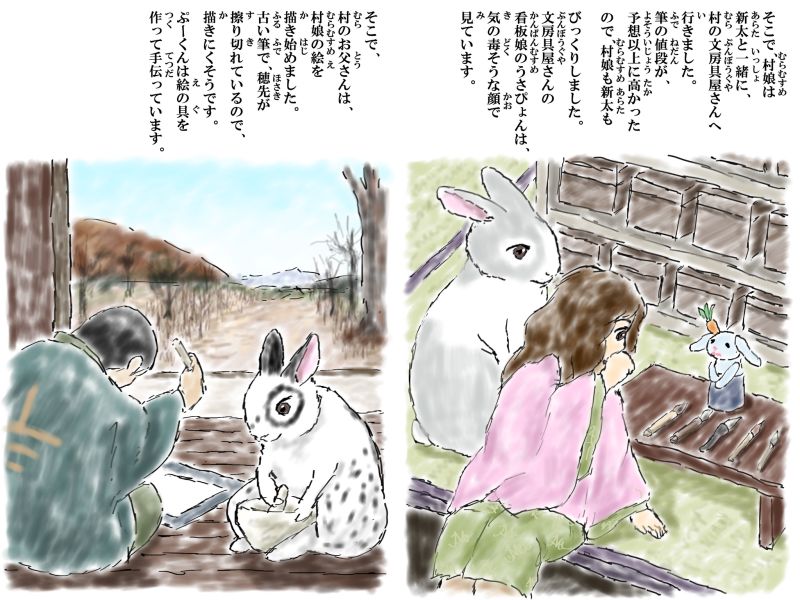 そこで、村娘は
新太と一緒に、
村の文房具屋さんへ
行きました。
筆の値段が、
予想以上に高かった
ので、村娘も新太も
びっくりしました。
文房具屋さんの
看板娘のうさぴょんは、
気の毒そうな顔で
見ています。
そこで、
村のお父さんは、
村娘の絵を
描き始めました。
古い筆で、穂先が
擦り切れているので、
描きにくそうです。
ぷーくんは絵の具を
作って手伝っています。